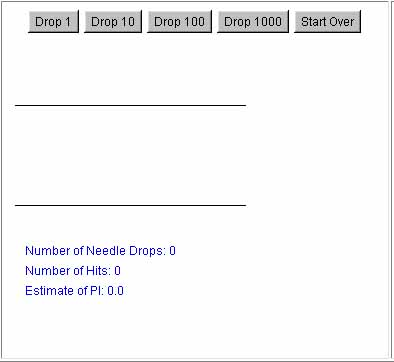 Drop 1 Drop 10 Drop 100 Drop 1000 Start Over
Number of Needle Drops: 0
Number of Hits: 0
Estimate of PI: 0.0